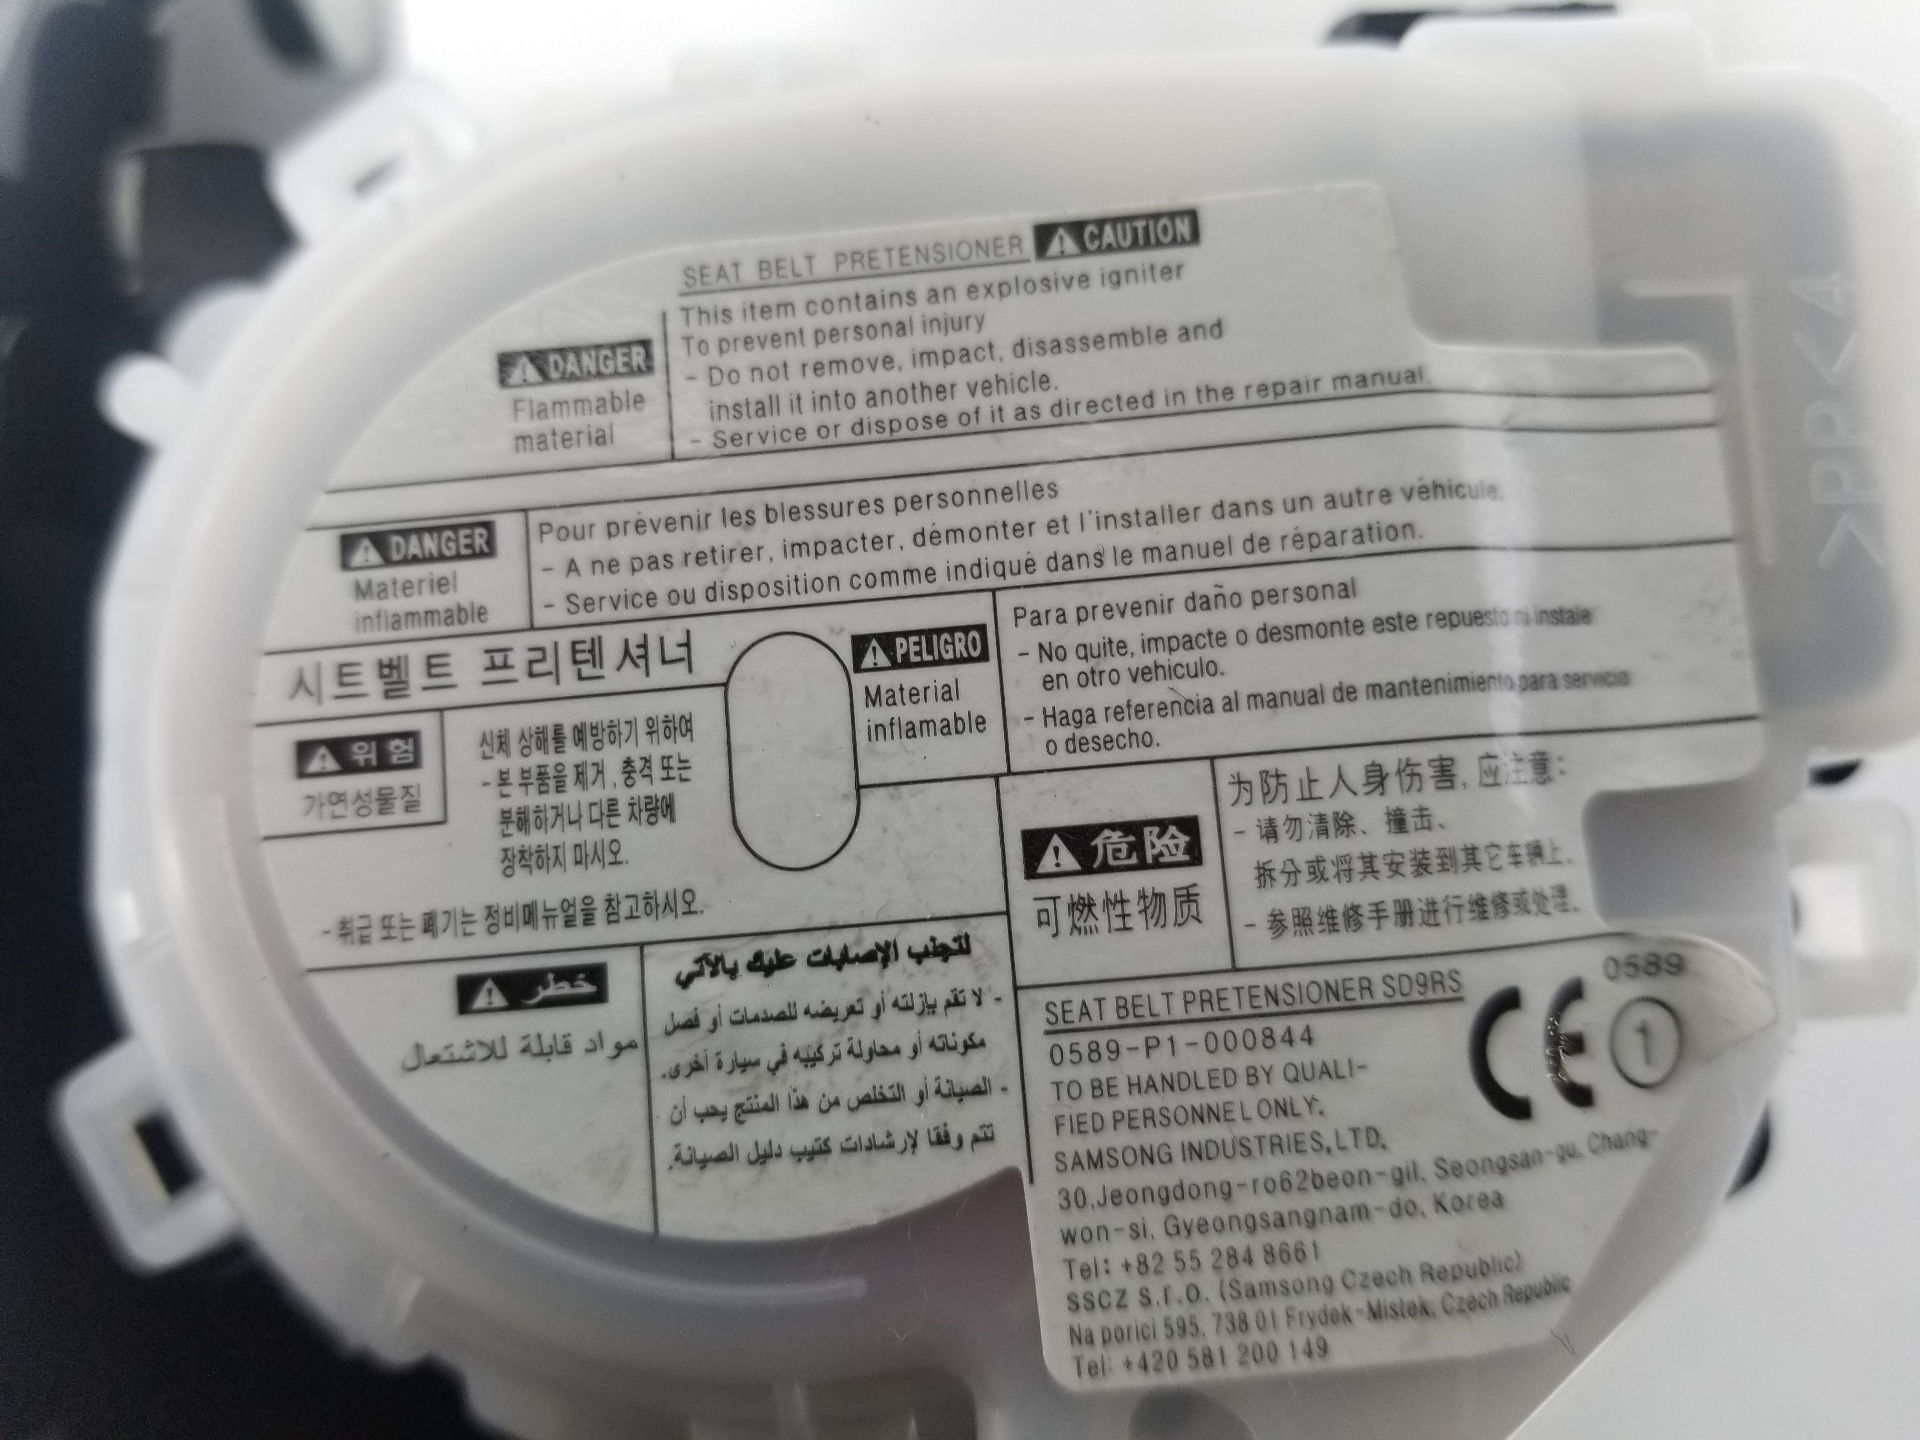 SEAT BELT PRETENSIONER ⚠ CAUTION
This item contains an explosive igniter
To prevent personal injury
- Do not remove, impact, disassemble and
install it into another vehicle.
- Service or dispose of it as directed in the repair manual.
⚠ DANGER
Flammable
material
⚠ DANGER
Materiel
inflammable
Pour prévenir les blessures personnelles
- A ne pas retirer, impacter, démonter et l'installer dans un autre véhicule.
- Service ou disposition comme indiqué dans le manuel de réparation.
시트벨트 프리텐셔너
⚠ 위 험
가연성물질
신체 상해를 예방하기 위하여
- 본 부품을 제거, 충격 또는
분해하거나 다른 차량에
장착하지 마시오.
- 취급 또는 폐기는 정비메뉴얼을 참고하시오.
⚠ PELIGRO
Material
inflamable
Para prevenir daño personal
- No quite, impacte o desmonte este repuesto ni instale
en otro vehiculo.
- Haga referencia al manual de mantenimiento para servicio
o desecho.
⚠ 危险
可燃性物质
为防止人身伤害, 应注意:
- 请勿清除、撞击、
拆分或将其安装到其它车辆上.
- 参照维修手册进行维修或处理.
⚠ خطر
مواد قابلة للاشتعال
لتجنب الإصابات عليك بالآتي
- لا تقم بإزلته أو تعريضه للصدمات أو فصل
مكوناته أو محاولة تركيبه في سيارة أخرى.
- الصيانة أو التخلص من هذا المنتج يجب أن
تتم وفقا لإرشادات كتيب دليل الصيانة.
SEAT BELT PRETENSIONER SD9RS
0589-P1-000844
TO BE HANDLED BY QUALI-
FIED PERSONNEL ONLY.
SAMSONG INDUSTRIES,LTD.
30,Jeongdong-ro62beon-gil, Seongsan-gu, Chang-
won-si, Gyeongsangnam-do, Korea
Tel: +82 55 284 8661
SSCZ S.r.o. (Samsong Czech Republic)
Na porici 595, 738 01 Frydek-Mistek, Czech Republic
Tel: +420 581 200 149
CE 0589
1
>PP<4